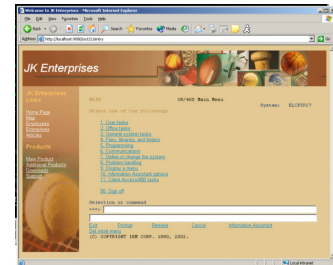 Welcome to JK Enterprises - Microsoft Internet Explorer
File Edit View Favorites Tools Help
Back Search Favorites Media
Address Go
JK Enterprises
JK Enterprises
Links
Home Page
Map
Employees
Enterprises
Articles
Products
Main Product
Additional Products
Downloads
Support
MAIN OS/400 Main Menu
System:
Select one of the following:
1. User tasks
2. Office tasks
3. General system tasks
4. Files, libraries, and folders
5. Programming
6. Communications
7. Define or change the system
8. Problem handling
9. Display a menu
10. Information Assistant options
11. Client Access/400 tasks
90. Sign off
Selection or command
===>
Exit Prompt Retrieve Cancel Information Assistant
Set initial menu
(C) COPYRIGHT IBM CORP. 1980, 2002.
Local intranet